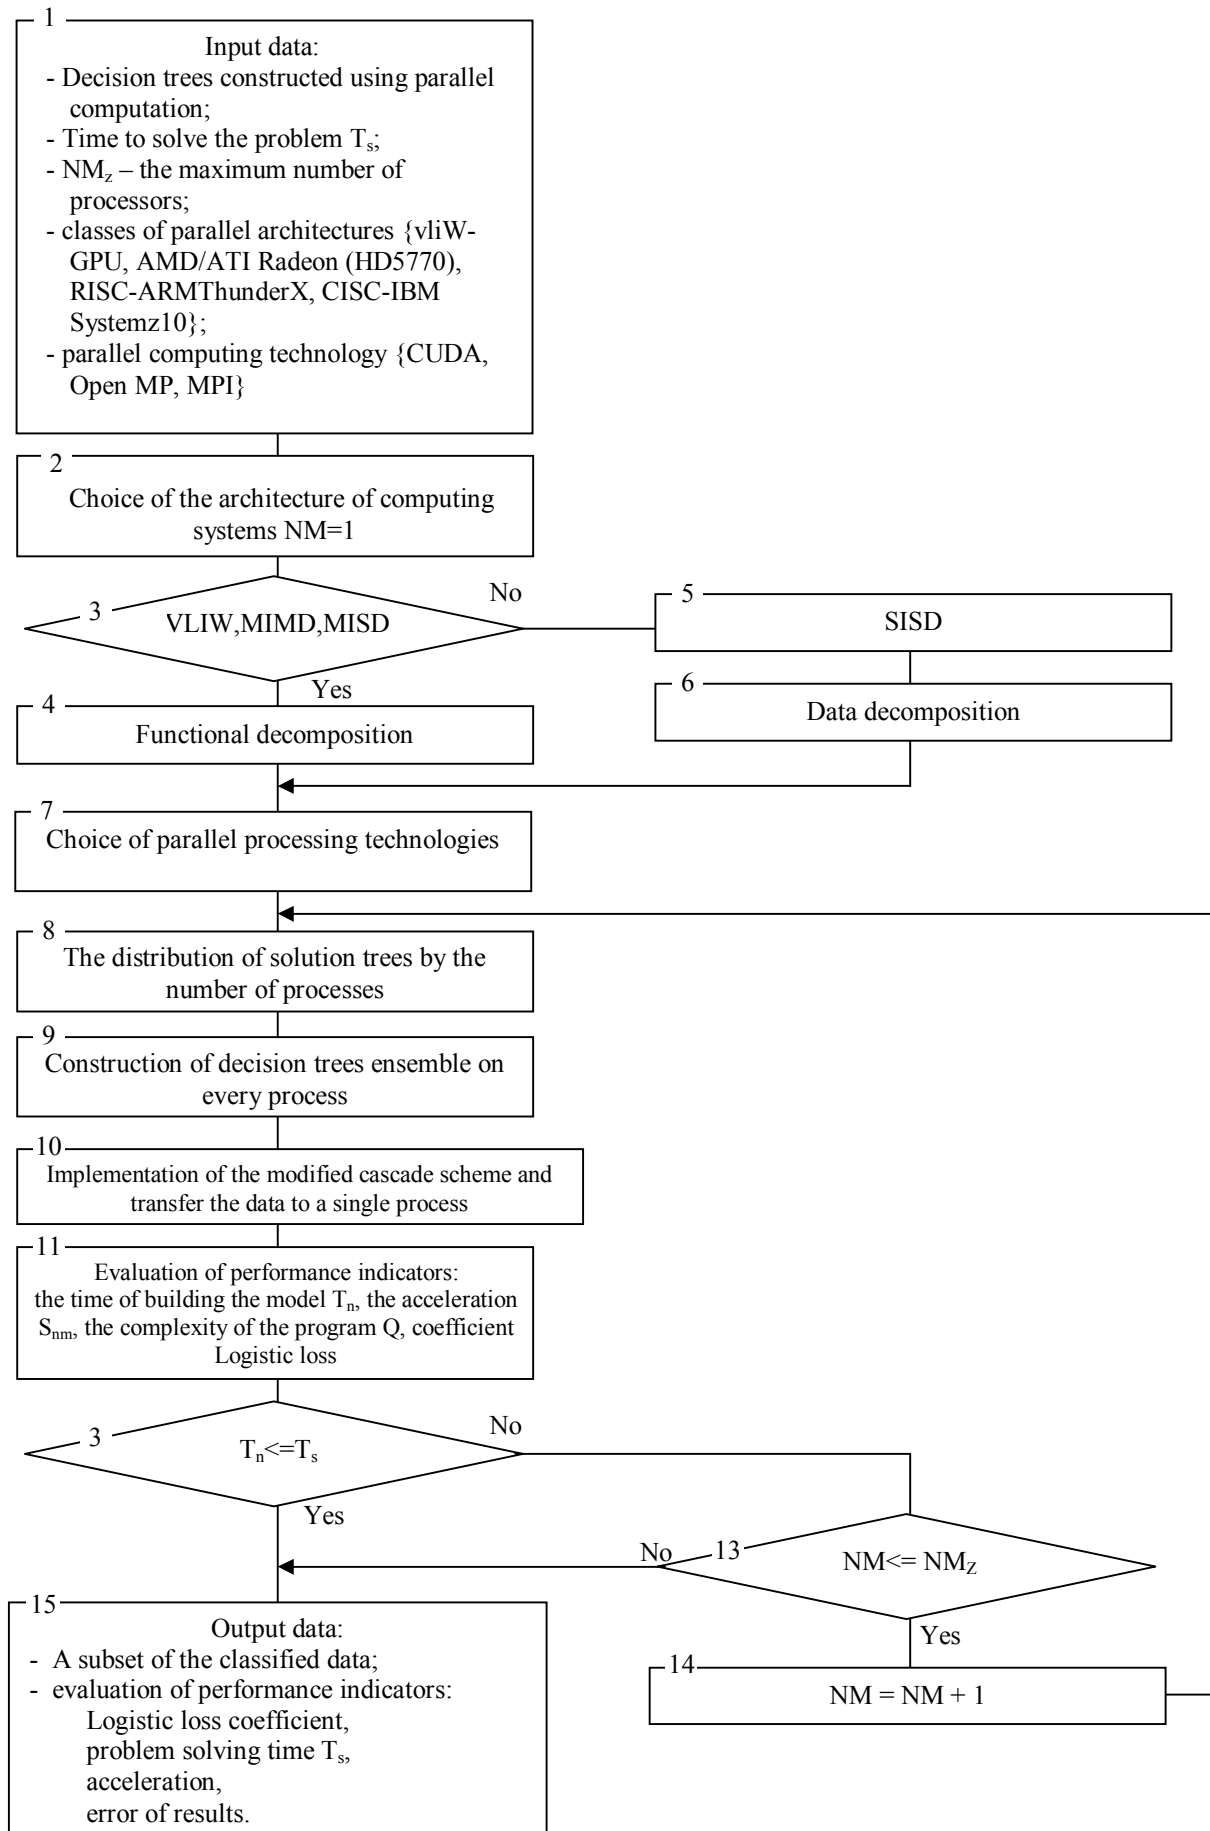 1
Input data:
- Decision trees constructed using parallel
computation;
- Time to solve the problem Ts;
- NMz – the maximum number of
processors;
- classes of parallel architectures {vliW-
GPU, AMD/ATI Radeon (HD5770),
RISC-ARMThunderX, CISC-IBM
Systemz10};
- parallel computing technology {CUDA,
Open MP, MPI}
2
Choice of the architecture of computing
systems NM=1
3
VLIW,MIMD,MISD
No
Yes
5
SISD
6
Data decomposition
4
Functional decomposition
7
Choice of parallel processing technologies
8
The distribution of solution trees by the
number of processes
9
Construction of decision trees ensemble on
every process
10
Implementation of the modified cascade scheme and
transfer the data to a single process
11
Evaluation of performance indicators:
the time of building the model Tn, the acceleration
Snm, the complexity of the program Q, coefficient
Logistic loss
3
Tn<=Ts
No
Yes
13
NM<= NMZ
No
Yes
14
NM = NM + 1
15
Output data:
- A subset of the classified data;
- evaluation of performance indicators:
Logistic loss coefficient,
problem solving time Ts,
acceleration,
error of results.